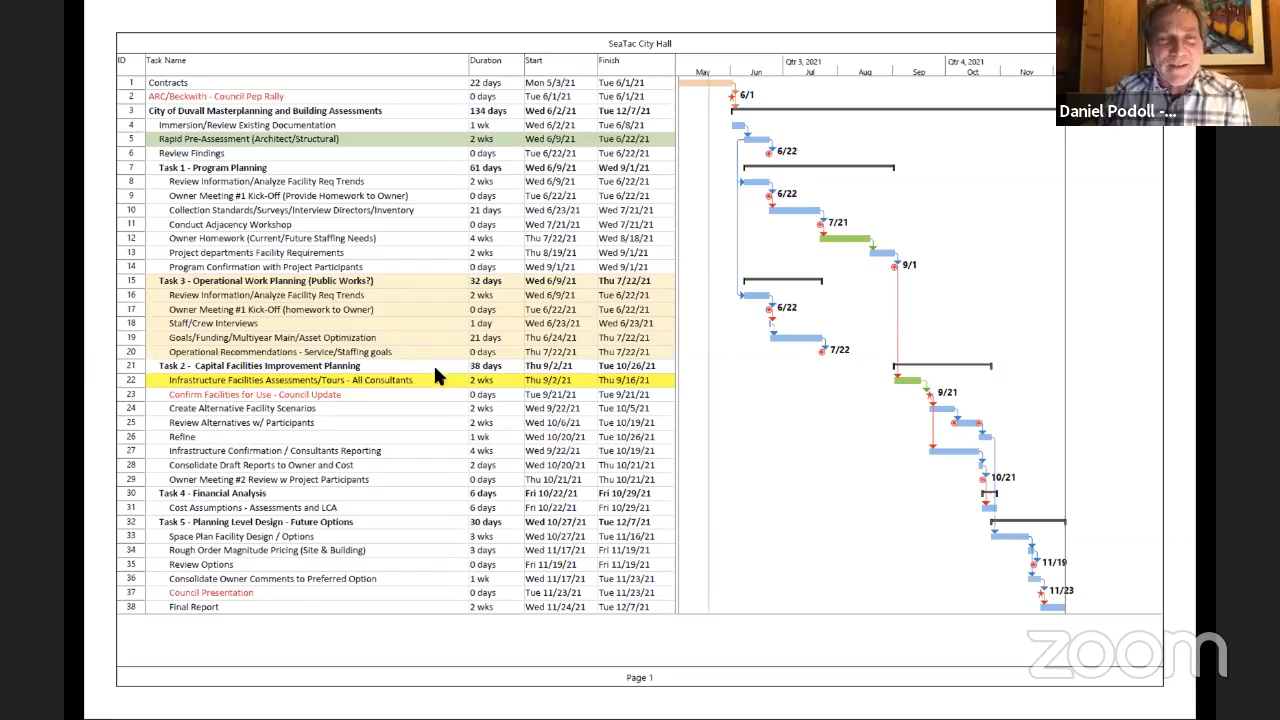 SeaTac City Hall
ID Task Name Duration Start Finish Qtr 3, 2021 Qtr 4, 2021
May Jun Jul Aug Sep Oct Nov
1 Contracts 22 days Mon 5/3/21 Tue 6/1/21
2 ARC/Beckwith - Council Pep Rally 0 days Tue 6/1/21 Tue 6/1/21 6/1
3 City of Duvall Masterplanning and Building Assessments 134 days Wed 6/2/21 Tue 12/7/21
4 Immersion/Review Existing Documentation 1 wk Wed 6/2/21 Tue 6/8/21
5 Rapid Pre-Assessment (Architect/Structural) 2 wks Wed 6/9/21 Tue 6/22/21
6 Review Findings 0 days Tue 6/22/21 Tue 6/22/21 6/22
7 Task 1 - Program Planning 61 days Wed 6/9/21 Wed 9/1/21
8 Review Information/Analyze Facility Req Trends 2 wks Wed 6/9/21 Tue 6/22/21
9 Owner Meeting #1 Kick-Off (Provide Homework to Owner) 0 days Tue 6/22/21 Tue 6/22/21 6/22
10 Collection Standards/Surveys/Interview Directors/Inventory 21 days Wed 6/23/21 Wed 7/21/21
11 Conduct Adjacency Workshop 0 days Wed 7/21/21 Wed 7/21/21 7/21
12 Owner Homework (Current/Future Staffing Needs) 4 wks Thu 7/22/21 Wed 8/18/21
13 Project departments Facility Requirements 2 wks Thu 8/19/21 Wed 9/1/21
14 Program Confirmation with Project Participants 0 days Wed 9/1/21 Wed 9/1/21 9/1
15 Task 3 - Operational Work Planning (Public Works?) 32 days Wed 6/9/21 Thu 7/22/21
16 Review Information/Analyze Facility Req Trends 2 wks Wed 6/9/21 Tue 6/22/21
17 Owner Meeting #1 Kick-Off (homework to Owner) 0 days Tue 6/22/21 Tue 6/22/21 6/22
18 Staff/Crew Interviews 1 day Wed 6/23/21 Wed 6/23/21
19 Goals/Funding/Multiyear Main/Asset Optimization 21 days Thu 6/24/21 Thu 7/22/21
20 Operational Recommendations - Service/Staffing goals 0 days Thu 7/22/21 Thu 7/22/21 7/22
21 Task 2 - Capital Facilities Improvement Planning 38 days Thu 9/2/21 Tue 10/26/21
22 Infrastructure Facilities Assessments/Tours - All Consultants 2 wks Thu 9/2/21 Thu 9/16/21
23 Confirm Facilities for Use - Council Update 0 days Tue 9/21/21 Tue 9/21/21 9/21
24 Create Alternative Facility Scenarios 2 wks Wed 9/22/21 Tue 10/5/21
25 Review Alternatives w/ Participants 2 wks Wed 10/6/21 Tue 10/19/21
26 Refine 1 wk Wed 10/20/21 Tue 10/26/21
27 Infrastructure Confirmation / Consultants Reporting 4 wks Wed 9/22/21 Tue 10/19/21
28 Consolidate Draft Reports to Owner and Cost 2 days Wed 10/20/21 Thu 10/21/21
29 Owner Meeting #2 Review w Project Participants 0 days Thu 10/21/21 Thu 10/21/21 10/21
30 Task 4 - Financial Analysis 6 days Fri 10/22/21 Fri 10/29/21
31 Cost Assumptions - Assessments and LCA 6 days Fri 10/22/21 Fri 10/29/21
32 Task 5 - Planning Level Design - Future Options 30 days Wed 10/27/21 Tue 12/7/21
33 Space Plan Facility Design / Options 3 wks Wed 10/27/21 Tue 11/16/21
34 Rough Order Magnitude Pricing (Site & Building) 3 days Wed 11/17/21 Fri 11/19/21
35 Review Options 0 days Fri 11/19/21 Fri 11/19/21 11/19
36 Consolidate Owner Comments to Preferred Option 1 wk Wed 11/17/21 Tue 11/23/21
37 Council Presentation 0 days Tue 11/23/21 Tue 11/23/21 11/23
38 Final Report 2 wks Wed 11/24/21 Tue 12/7/21
Page 1
Daniel Podoll -...
zoom